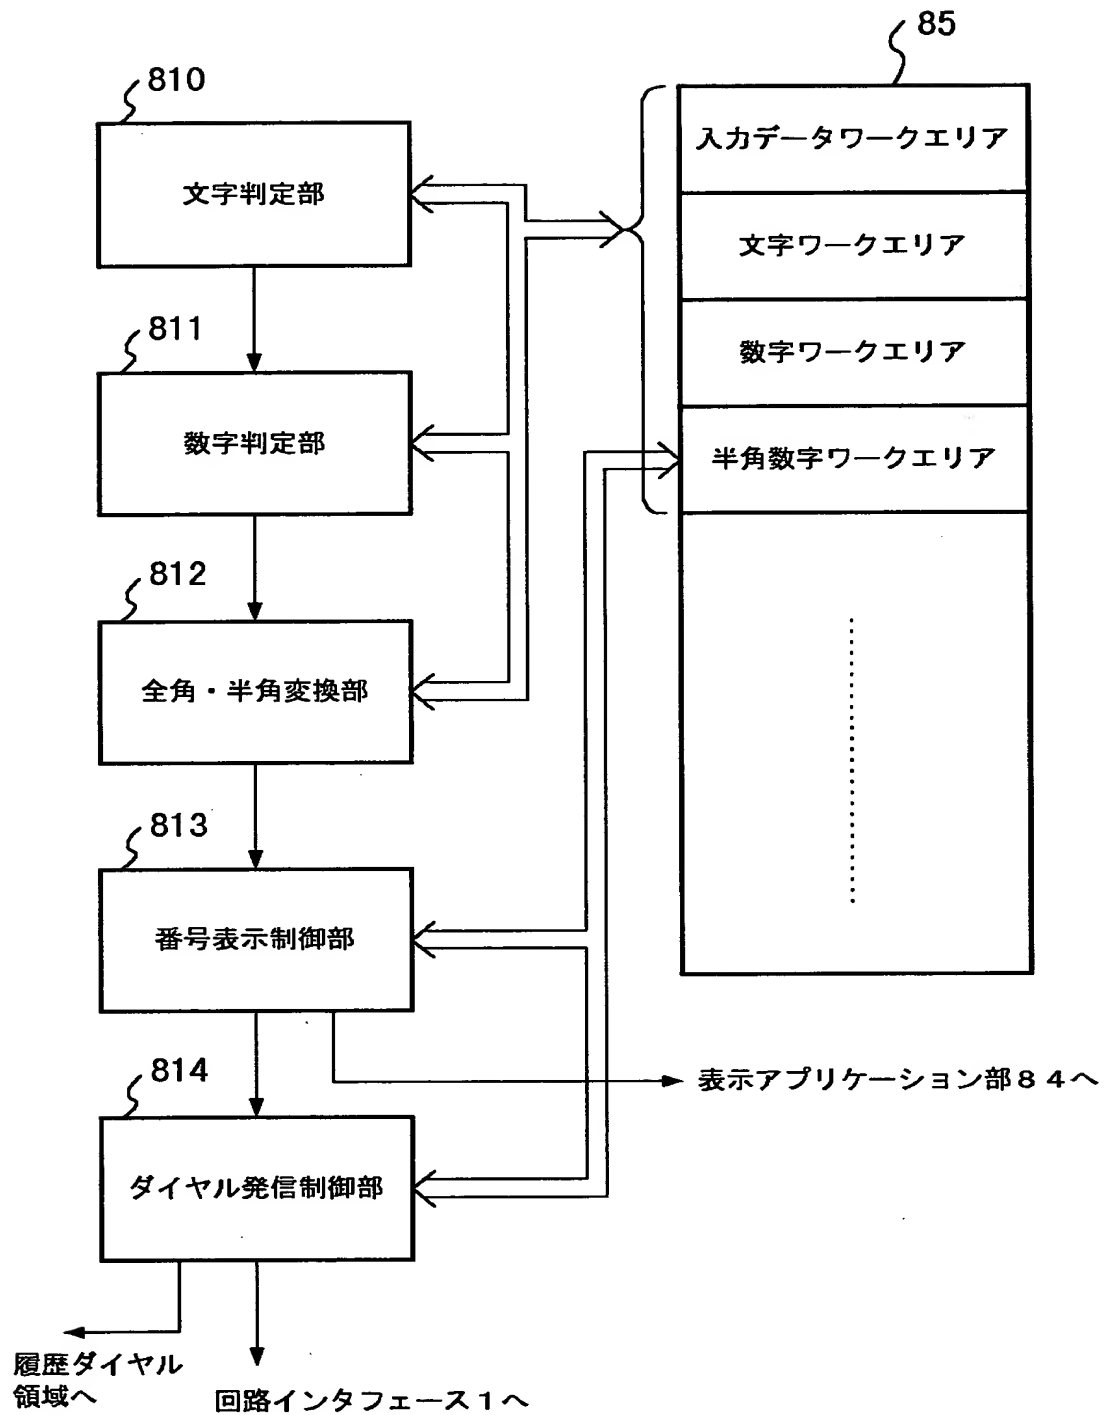 85
810
入力データワークエリア
文字判定部
文字ワークエリア
811
数字ワークエリア
数字判定部
半角数字ワークエリア
812
全角・半角変換部
813
番号表示制御部
814
表示アプリケーション部84へ
ダイヤル発信制御部
履歴ダイヤル
領域へ
回路インタフェース1へ